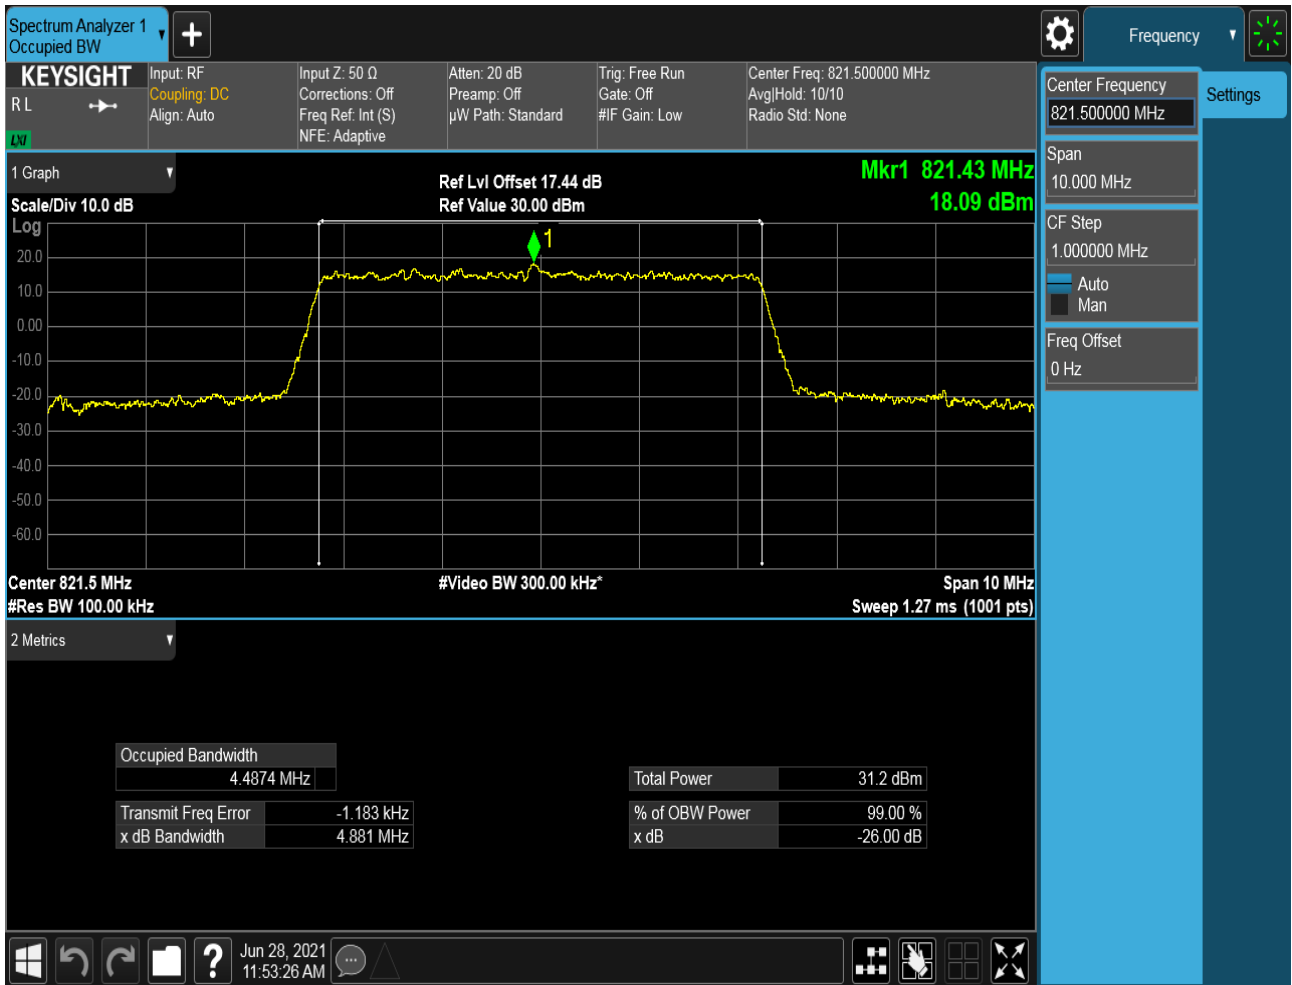 Spectrum Analyzer 1
Occupied BW
Frequency
KEYSIGHT
R L
LXI
Input: RF
Coupling: DC
Align: Auto
Input Z: 50 Ω
Corrections: Off
Freq Ref: Int (S)
NFE: Adaptive
Atten: 20 dB
Preamp: Off
µW Path: Standard
Trig: Free Run
Gate: Off
#IF Gain: Low
Center Freq: 821.500000 MHz
Avg|Hold: 10/10
Radio Std: None
Center Frequency
821.500000 MHz
Settings
Span
10.000 MHz
CF Step
1.000000 MHz
Auto
Man
Freq Offset
0 Hz
1 Graph
Scale/Div 10.0 dB
Log
Ref Lvl Offset 17.44 dB
Ref Value 30.00 dBm
Mkr1 821.43 MHz
18.09 dBm
1
20.0
10.0
0.00
-10.0
-20.0
-30.0
-40.0
-50.0
-60.0
Center 821.5 MHz
#Res BW 100.00 kHz
#Video BW 300.00 kHz*
Span 10 MHz
Sweep 1.27 ms (1001 pts)
2 Metrics
Occupied Bandwidth
4.4874 MHz
Transmit Freq Error -1.183 kHz
x dB Bandwidth 4.881 MHz
Total Power 31.2 dBm
% of OBW Power 99.00 %
x dB -26.00 dB
?
Jun 28, 2021
11:53:26 AM